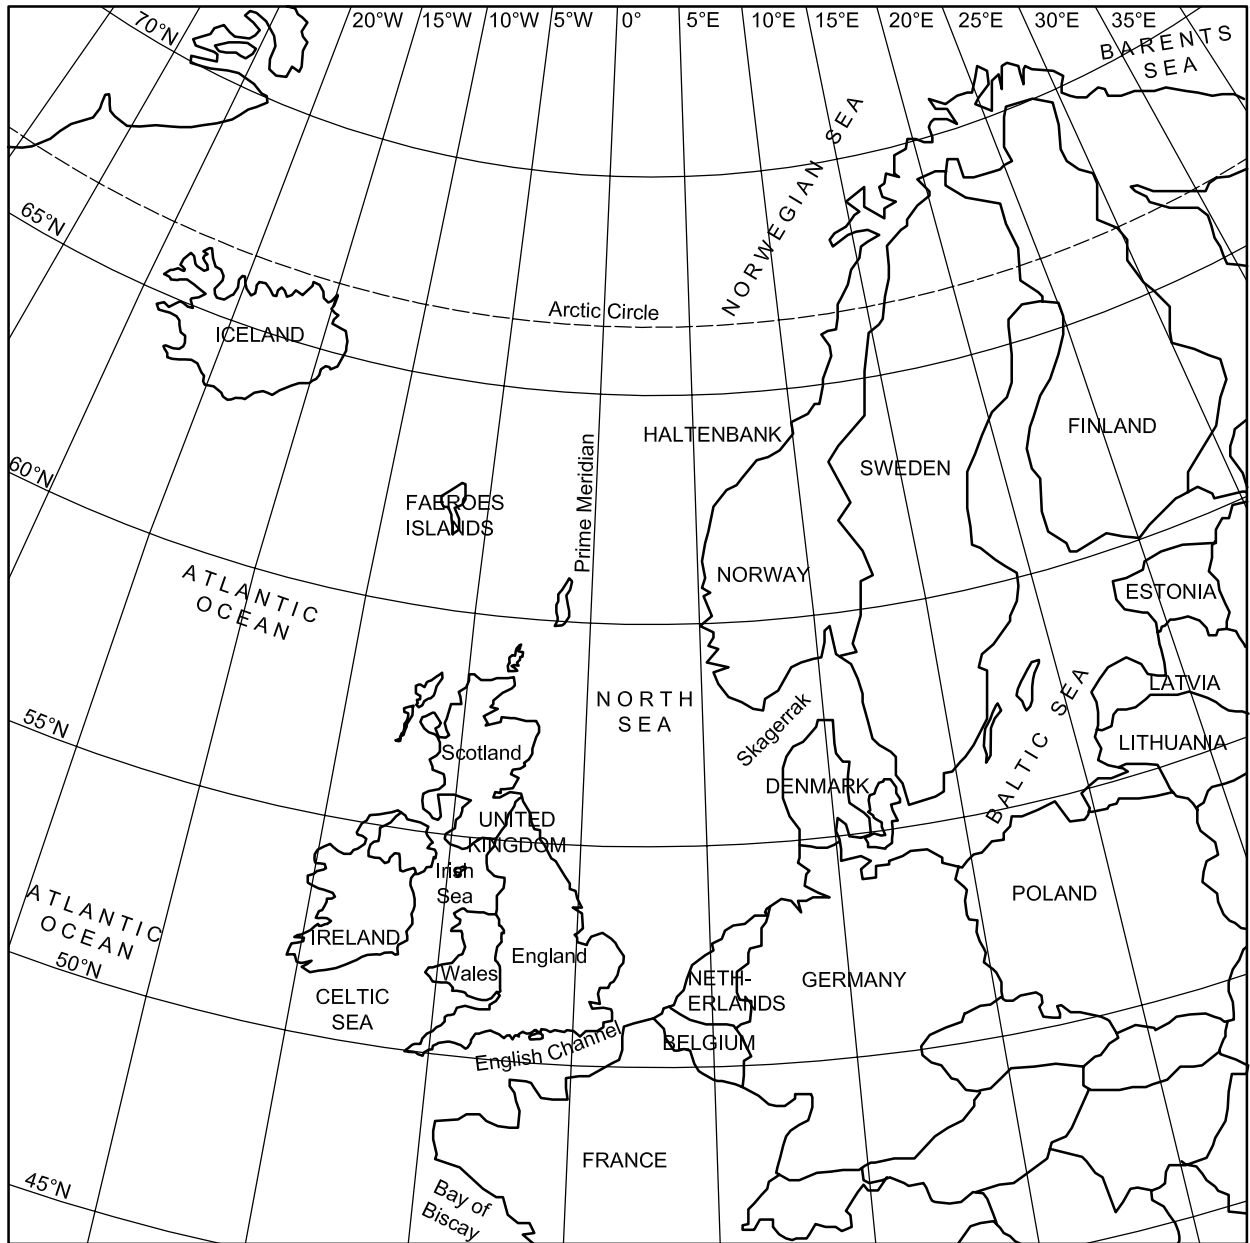 20°W 15°W 10°W 5°W 0° 5°E 10°E 15°E 20°E 25°E 30°E 35°E
70°N
BARENTS
SEA
NORWEGIAN SEA
65°N
Arctic Circle
ICELAND
HALTENBANK
FINLAND
SWEDEN
Prime Meridian
60°N
FAEROES
ISLANDS
NORWAY
ATLANTIC
OCEAN
ESTONIA
LATVIA
NORTH
SEA
Skagerrak
BALTIC SEA
55°N
LITHUANIA
Scotland
DENMARK
UNITED
KINGDOM
Irish
Sea
POLAND
ATLANTIC
OCEAN
IRELAND
England
50°N
Wales
NETH-
ERLANDS
GERMANY
CELTIC
SEA
English Channel
BELGIUM
FRANCE
45°N
Bay of
Biscay